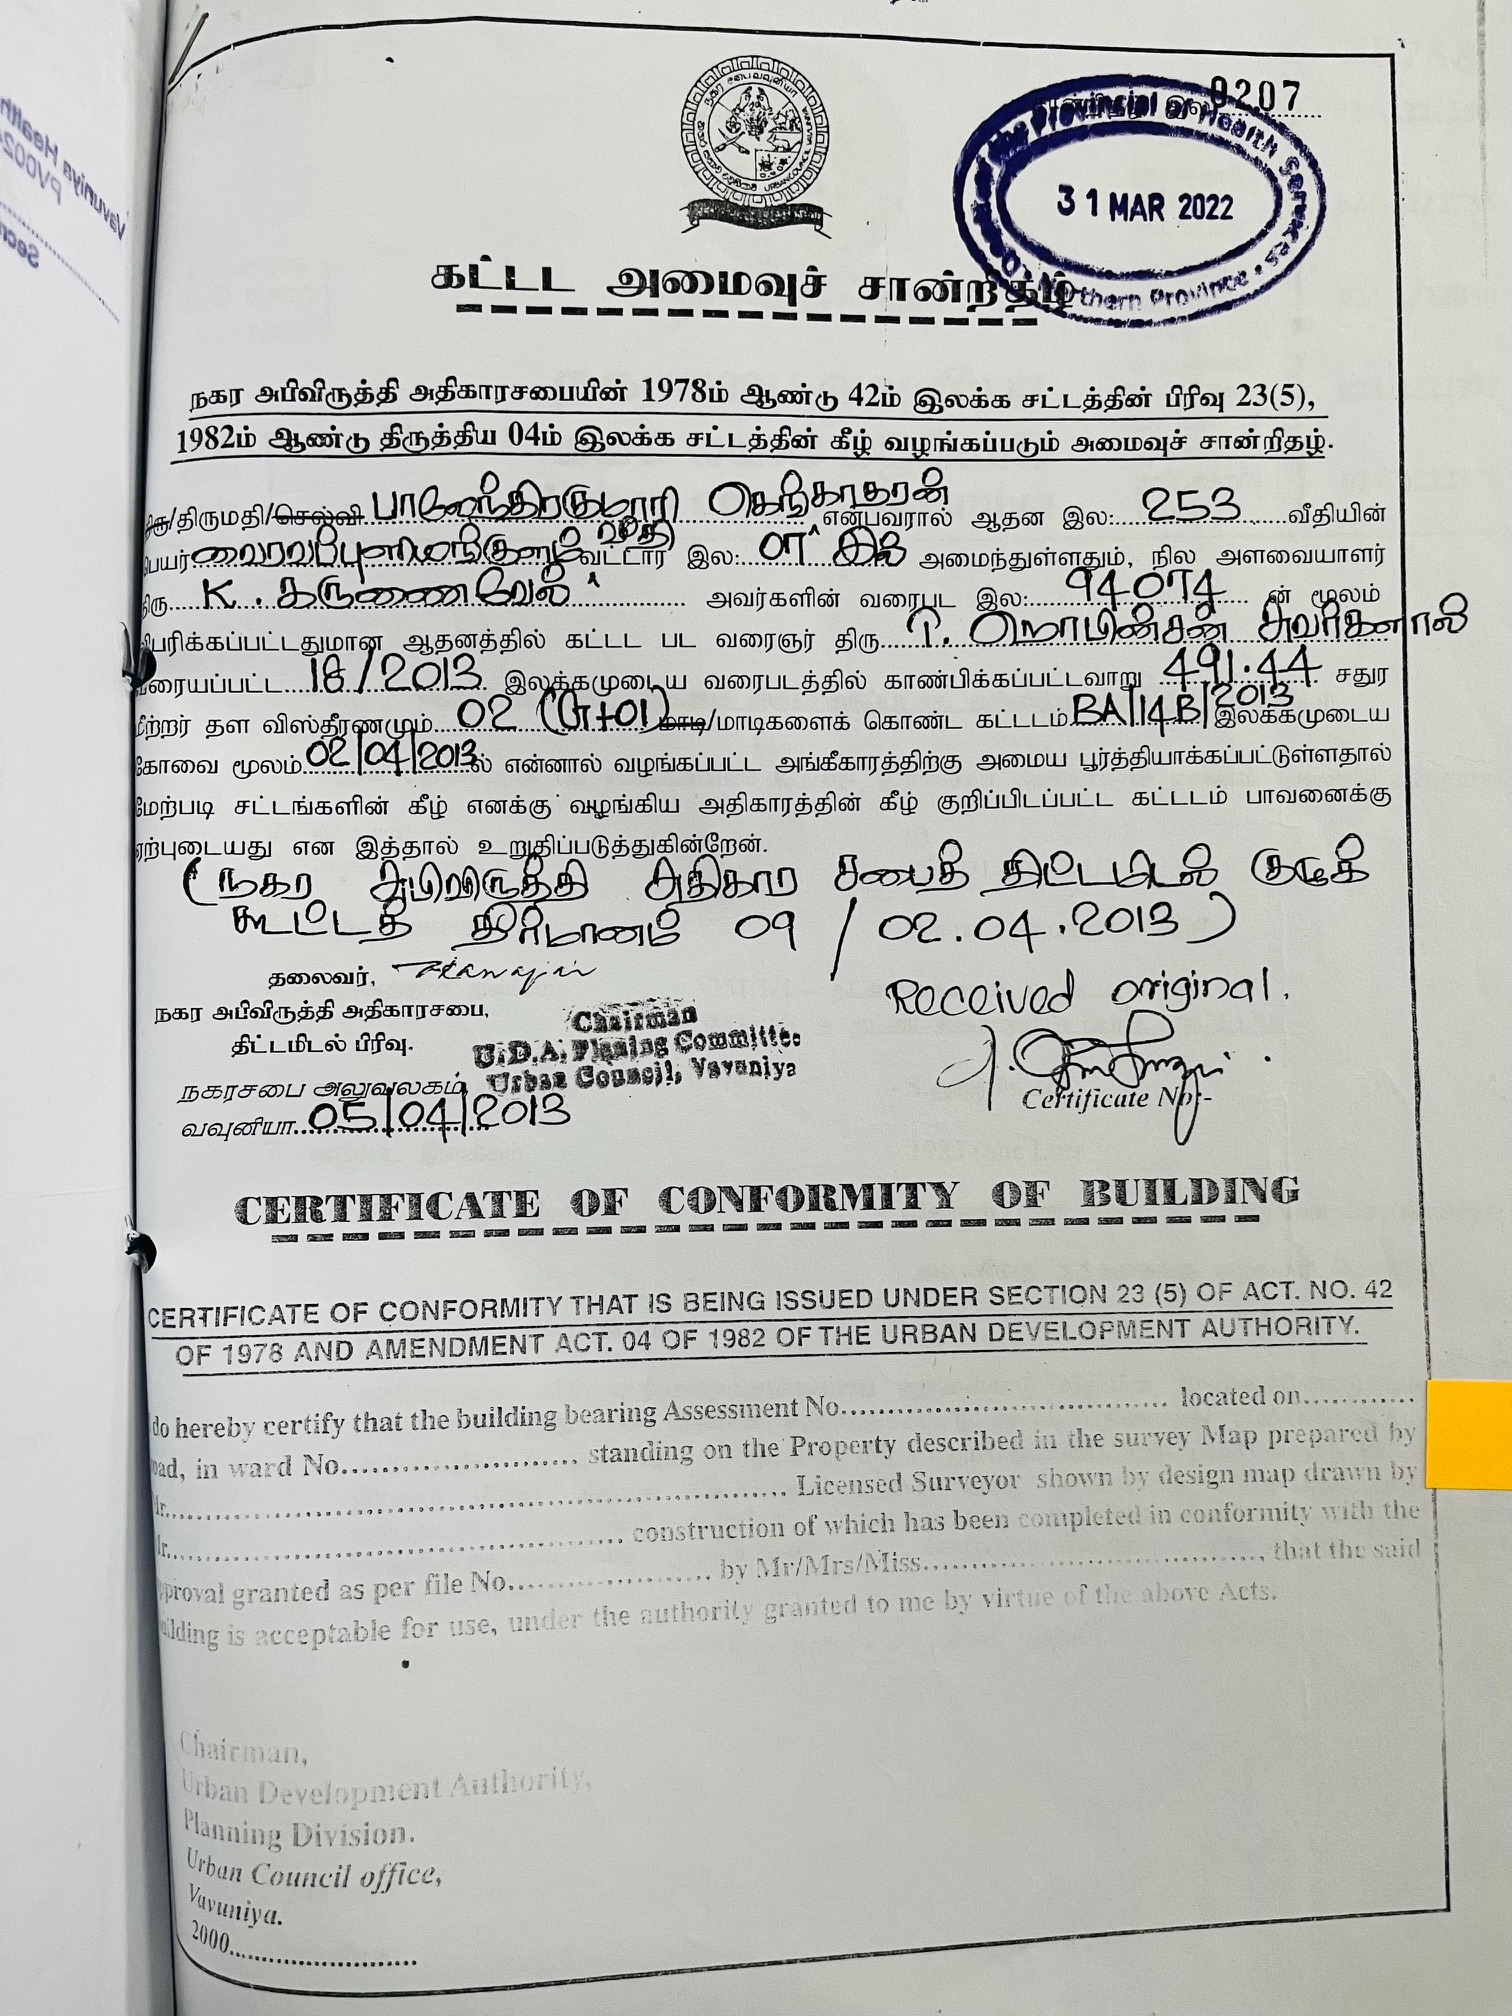 0207
31 MAR 2022
Northern Province
கட்டட அமைவுச் சான்றிதழ்
நகர அபிவிருத்தி அதிகாரசபையின் 1978ம் ஆண்டு 42ம் இலக்க சட்டத்தின் பிரிவு 23(5),
1982ம் ஆண்டு திருத்திய 04ம் இலக்க சட்டத்தின் கீழ் வழங்கப்படும் அமைவுச் சான்றிதழ்.
திரு/திருமதி/செல்வி பாலேந்திரகுமாரி கெங்காதரன் என்பவரால் ஆதன இல:......253......வீதியின்
பெயர் வைரவப்புளியங்குளம் வீதி வட்டார இல:.. ...அமைந்துள்ளதும், நில அளவையாளர்
திரு...K. கருணைவேல்........ அவர்களின் வரைபட இல:......94074...... ன் மூலம்
விபரிக்கப்பட்டதுமான ஆதனத்தில் கட்டட பட வரைஞர் திரு... றொபின்சன் அவர்களால்
வரையப்பட்ட...18/2013... இலக்கமுடைய வரைபடத்தில் காண்பிக்கப்பட்டவாறு 491.44 சதுர
மீற்றர் தள விஸ்தீரணமும்...02 (G+01) மாடி/மாடிகளைக் கொண்ட கட்டடம் BA/14B/2013 இலக்கமுடைய
கோவை மூலம்...02/04/2013ல் என்னால் வழங்கப்பட்ட அங்கீகாரத்திற்கு அமைய பூர்த்தியாக்கப்பட்டுள்ளதால்
மேற்படி சட்டங்களின் கீழ் எனக்கு வழங்கிய அதிகாரத்தின் கீழ் குறிப்பிடப்பட்ட கட்டடம் பாவனைக்கு
ஏற்புடையது என இத்தால் உறுதிப்படுத்துகின்றேன்.
(நகர அபிவிருத்தி அதிகார சபைத் திட்டமிடல் குழுக்
கூட்டத் தீர்மானம் 09 / 02.04.2013)
தலைவர்,
நகர அபிவிருத்தி அதிகாரசபை,
திட்டமிடல் பிரிவு.
நகரசபை அலுவலகம்,
வவுனியா...05/04/2013
Chairman
U.D.A. Planing Committee
Urban Council, Vavuniya
Received original.
Certificate No:-
CERTIFICATE OF CONFORMITY OF BUILDING
CERTIFICATE OF CONFORMITY THAT IS BEING ISSUED UNDER SECTION 23 (5) OF ACT. NO. 42
OF 1978 AND AMENDMENT ACT. 04 OF 1982 OF THE URBAN DEVELOPMENT AUTHORITY.
do hereby certify that the building bearing Assessment No.................................... located on............
oad, in ward No......................... standing on the Property described in the survey Map prepared by
Mr............................................................ Licensed Surveyor shown by design map drawn by
Mr................................................. construction of which has been completed in conformity with the
approval granted as per file No...................... by Mr/Mrs/Miss..................................... that the said
building is acceptable for use, under the authority granted to me by virtue of the above Acts.
Chairman,
Urban Development Authority,
Planning Division.
Urban Council office,
Vavuniya.
2000.....................